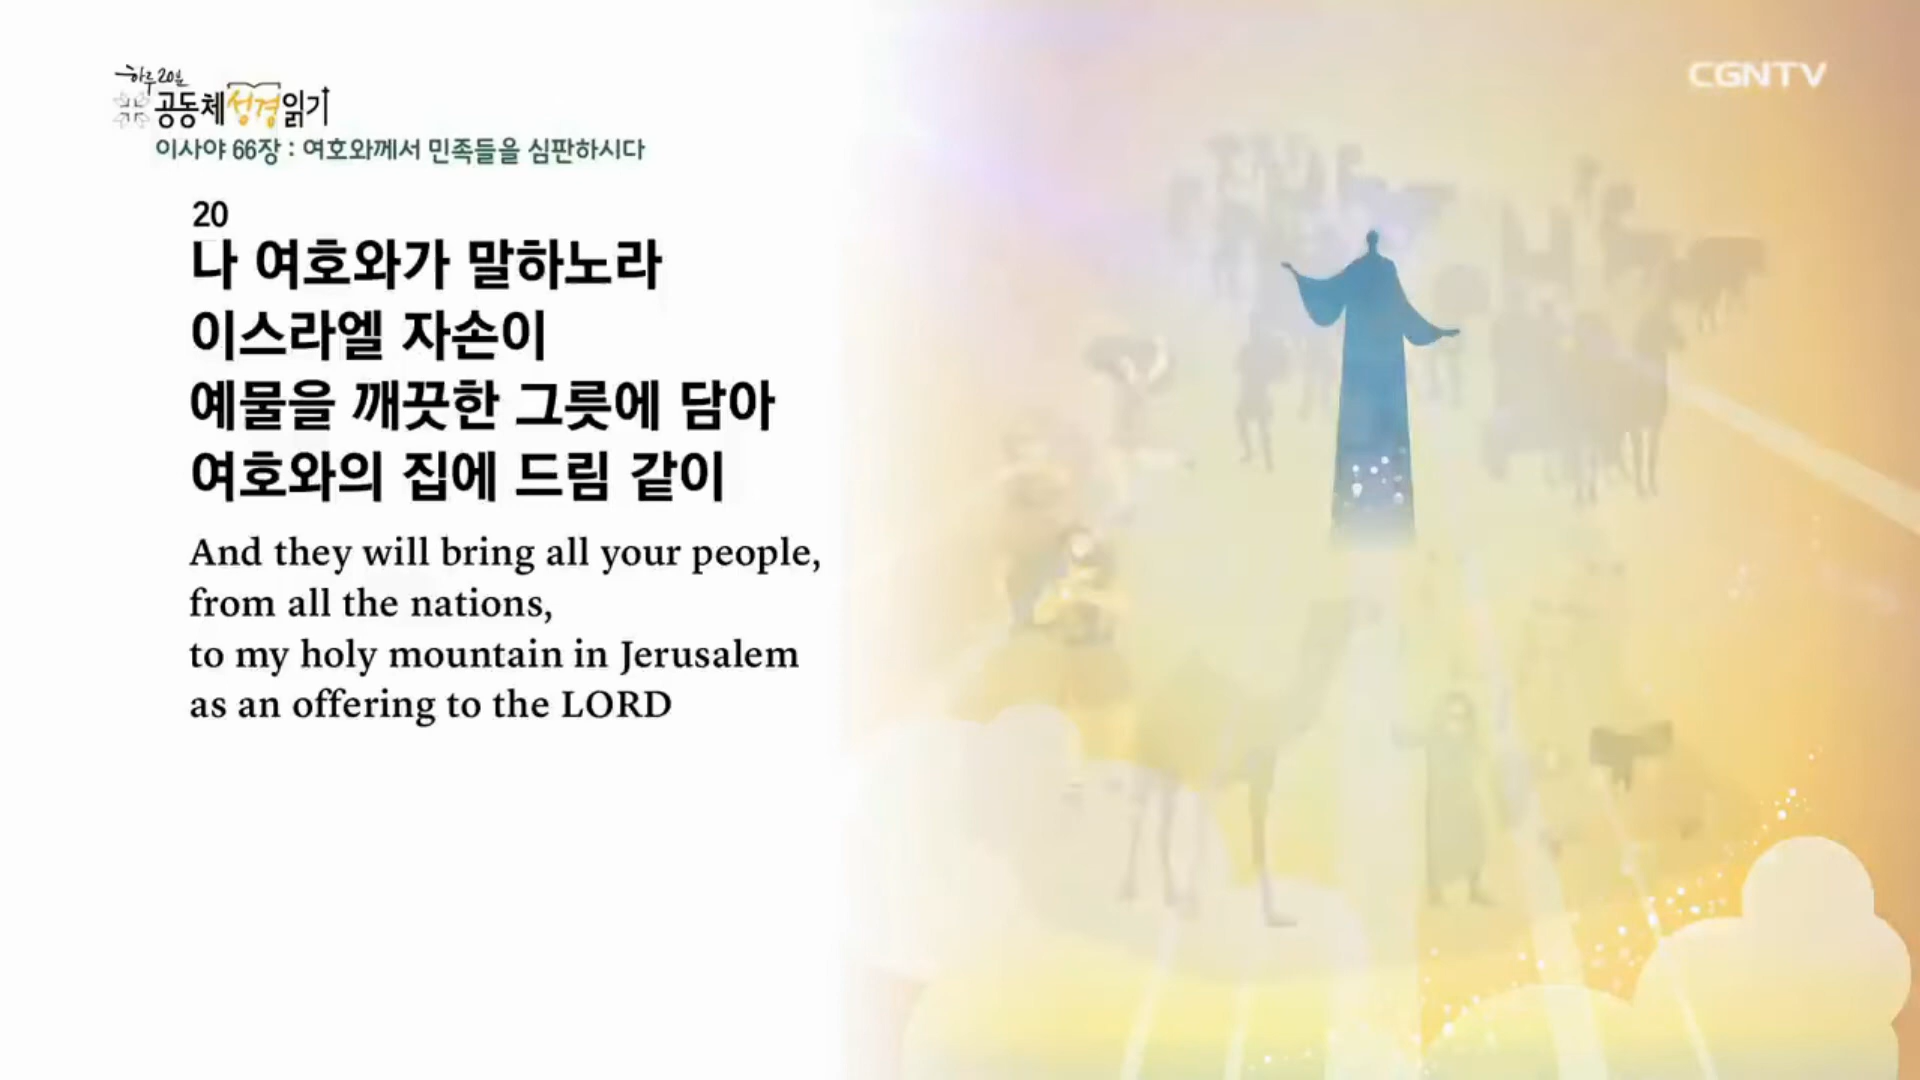 하루 20분
공동체성경읽기
CGNTV
이사야 66장 : 여호와께서 민족들을 심판하시다
20
나 여호와가 말하노라
이스라엘 자손이
예물을 깨끗한 그릇에 담아
여호와의 집에 드림 같이
And they will bring all your people,
from all the nations,
to my holy mountain in Jerusalem
as an offering to the LORD